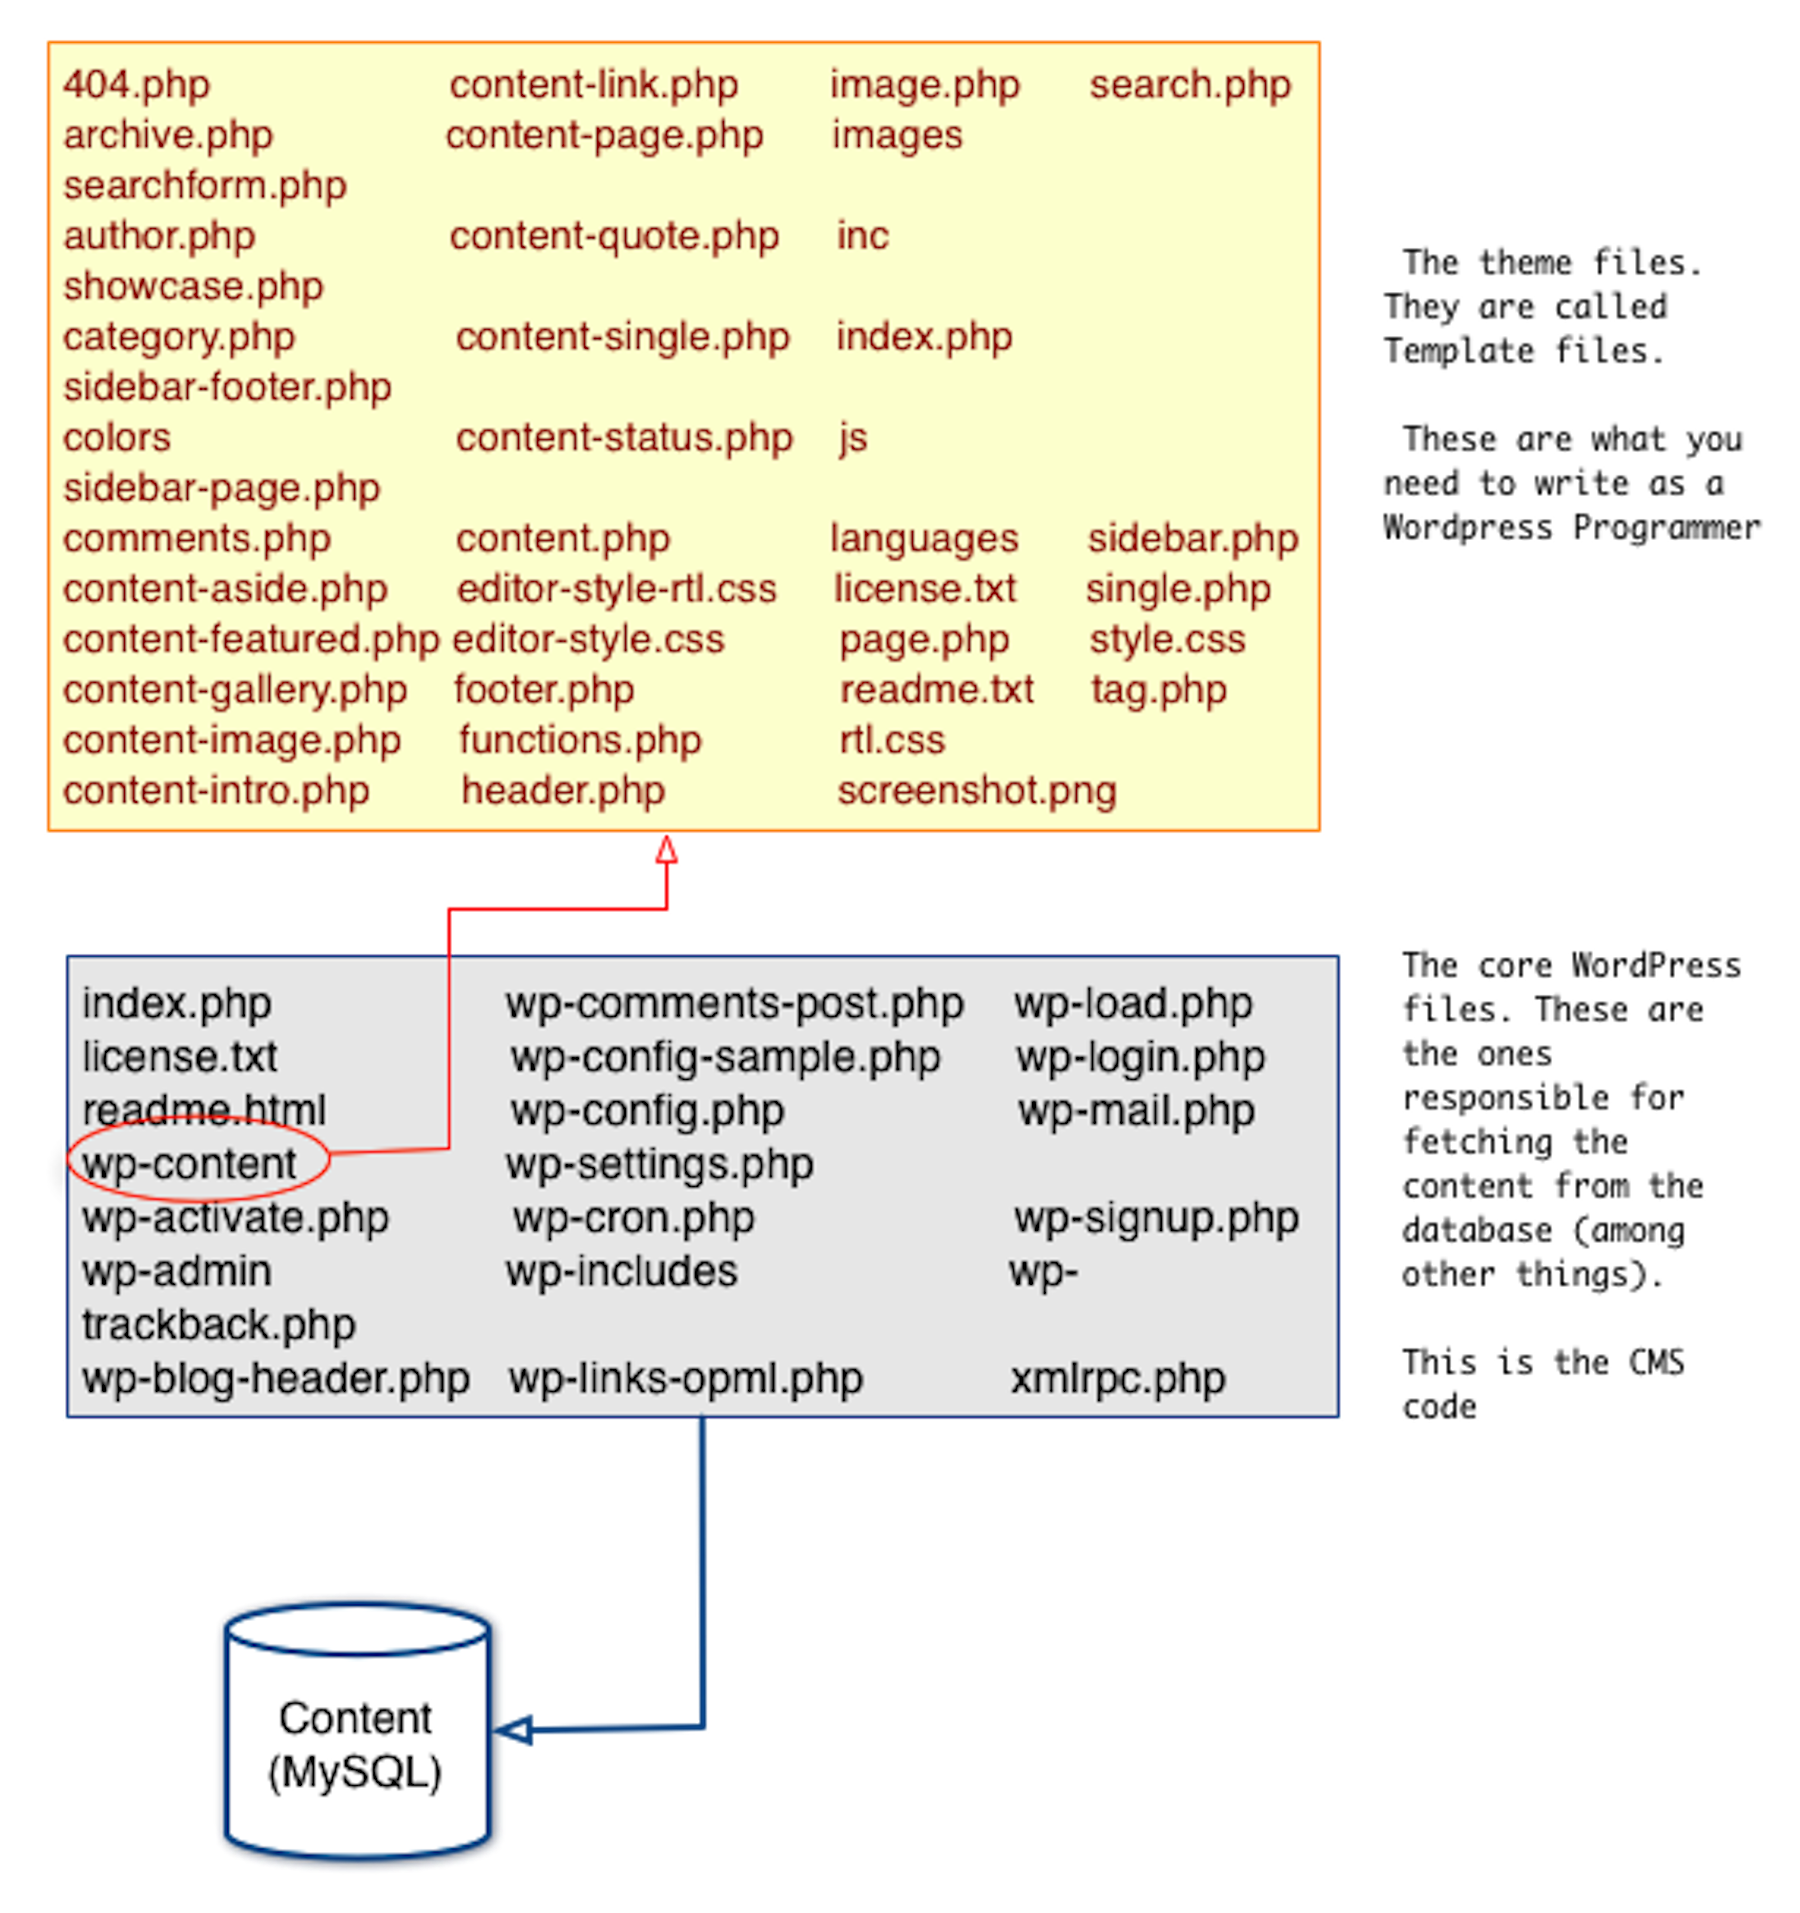 404.php content-link.php image.php search.php
archive.php content-page.php images
searchform.php
author.php content-quote.php inc
showcase.php
category.php content-single.php index.php
sidebar-footer.php
colors content-status.php js
sidebar-page.php
comments.php content.php languages sidebar.php
content-aside.php editor-style-rtl.css license.txt single.php
content-featured.php editor-style.css page.php style.css
content-gallery.php footer.php readme.txt tag.php
content-image.php functions.php rtl.css
content-intro.php header.php screenshot.png
The theme files.
They are called
Template files.
These are what you
need to write as a
Wordpress Programmer
index.php wp-comments-post.php wp-load.php
license.txt wp-config-sample.php wp-login.php
readme.html wp-config.php wp-mail.php
wp-content wp-settings.php
wp-activate.php wp-cron.php wp-signup.php
wp-admin wp-includes wp-
trackback.php
wp-blog-header.php wp-links-opml.php xmlrpc.php
The core WordPress
files. These are
the ones
responsible for
fetching the
content from the
database (among
other things).
This is the CMS
code
Content
(MySQL)